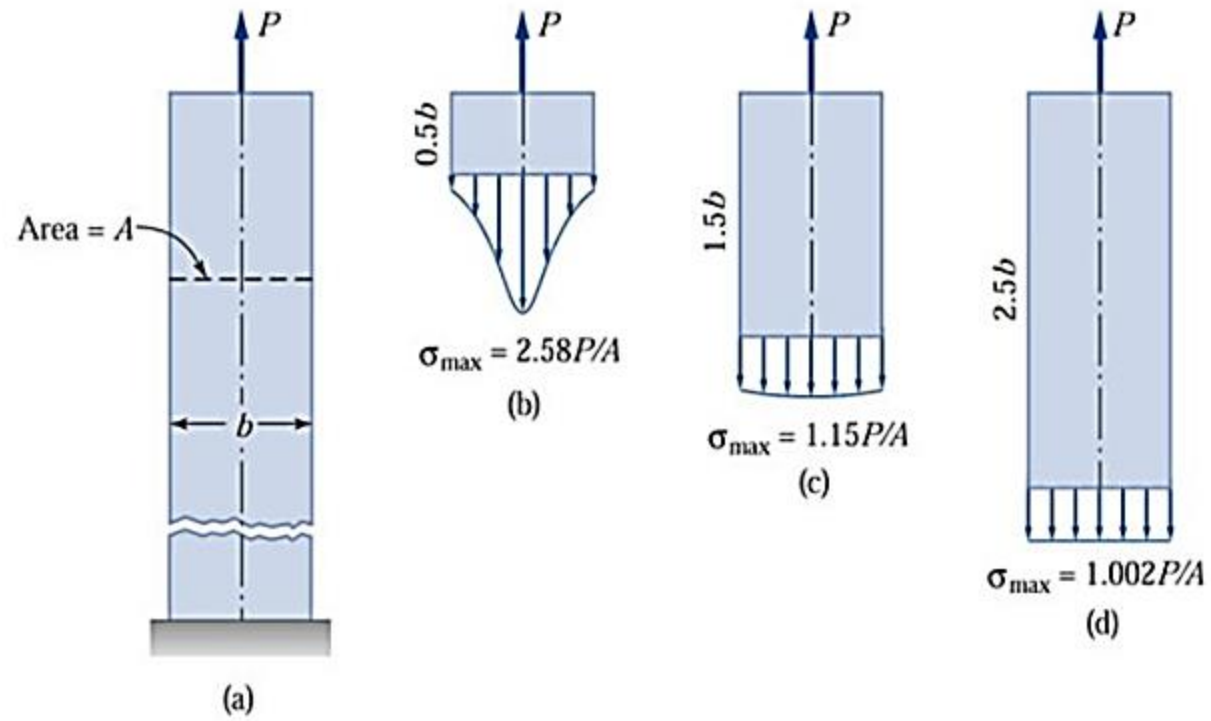 P
Area = A
b
(a)
P
0.5b
σmax = 2.58P/A
(b)
P
1.5b
σmax = 1.15P/A
(c)
P
2.5b
σmax = 1.002P/A
(d)